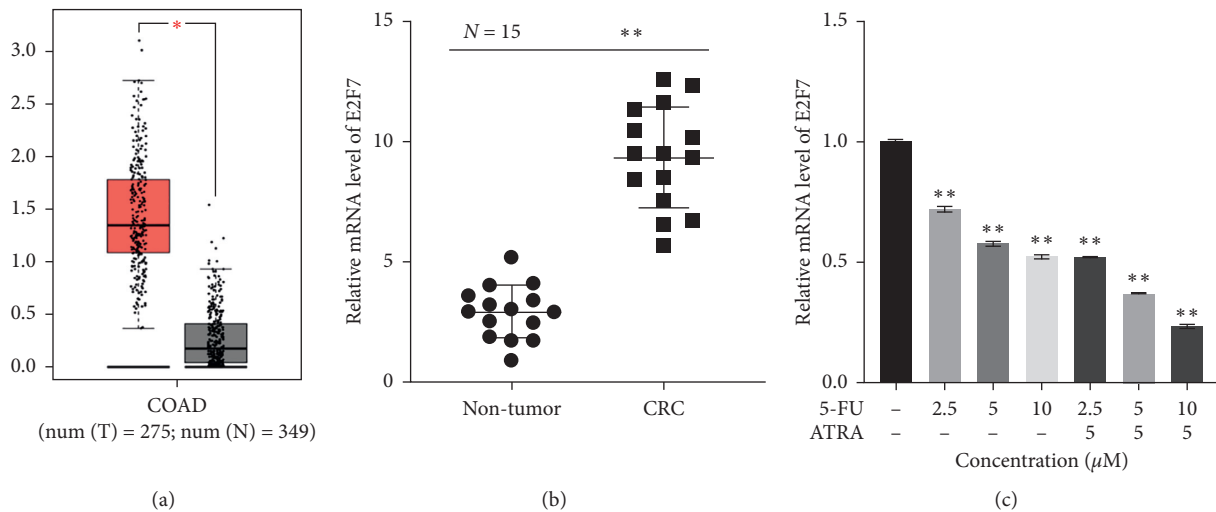 *
3.0
2.5
2.0
1.5
1.0
0.5
0.0
COAD
(num (T) = 275; num (N) = 349)
(a)
Relative mRNA level of E2F7
15
10
5
0
N = 15
**
Non-tumor
CRC
(b)
Relative mRNA level of E2F7
1.5
1.0
0.5
0.0
**
**
**
**
**
**
5-FU – 2.5 5 10 2.5 5 10
ATRA – – – – 5 5 5
Concentration (μM)
(c)